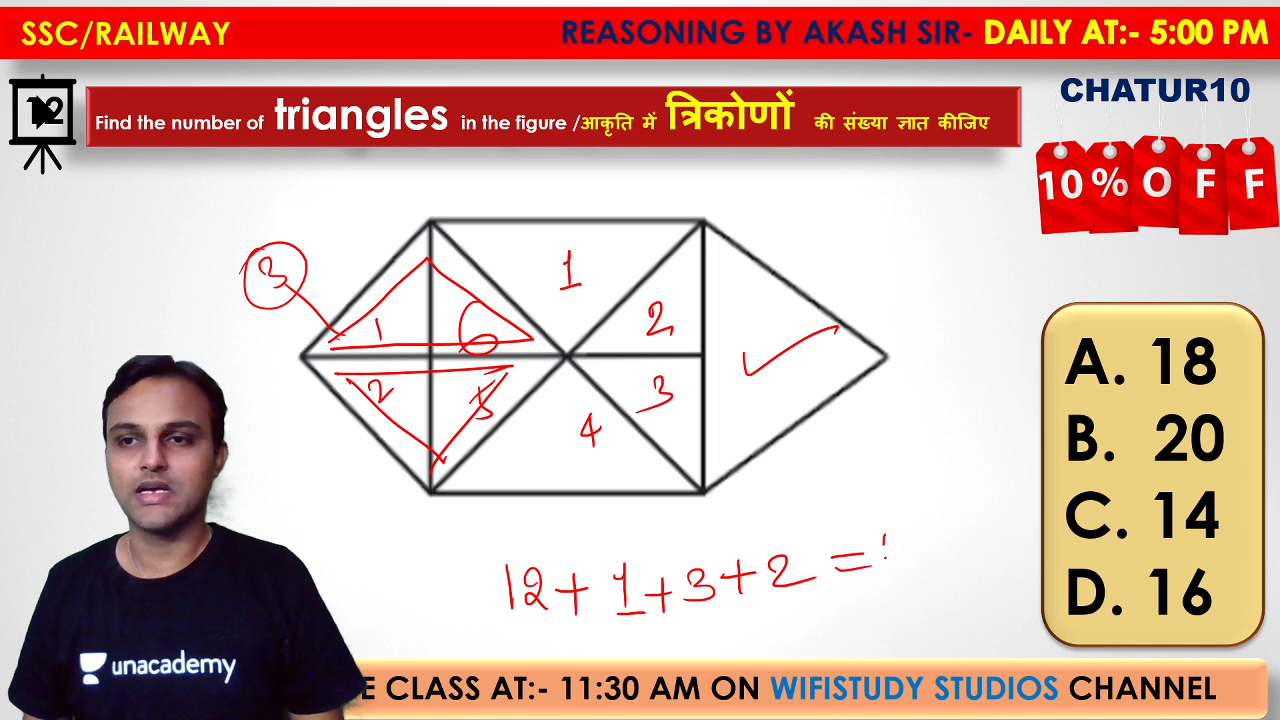 SSC/RAILWAY
REASONING BY AKASH SIR- DAILY AT:- 5:00 PM
12
Find the number of triangles in the figure /आकृति में त्रिकोणों की संख्या ज्ञात कीजिए
CHATUR10
10% OFF
3
1
6
1
2
2
5
3
4
12+1+3+2=
A. 18
B. 20
C. 14
D. 16
unacademy
E CLASS AT:- 11:30 AM ON WIFISTUDY STUDIOS CHANNEL